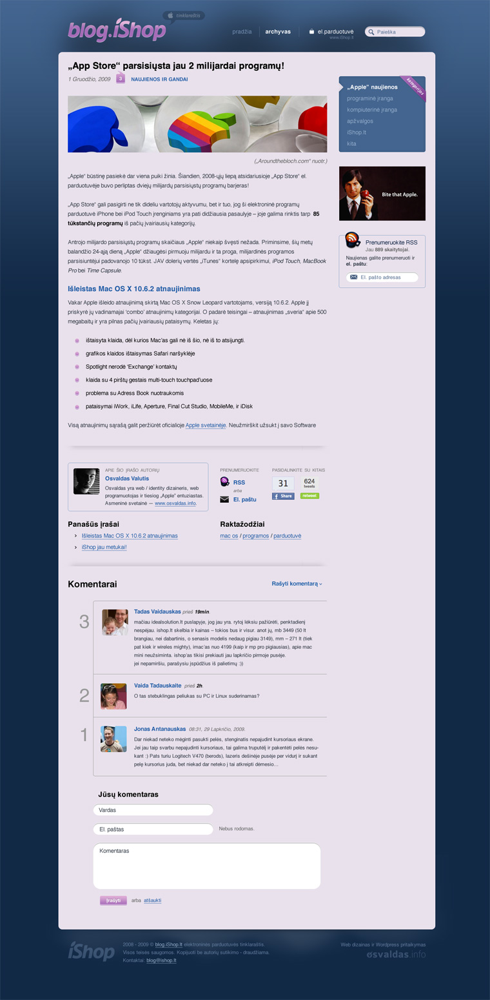 tinklaraštis
blog.iShop
pradžia
archyvas
el.parduotuvė
www.iShop.lt
Paieška
„App Store“ parsisiųsta jau 2 milijardai programų!
1 Gruodžio, 2009
3
NAUJIENOS IR GANDAI
(„Aroundthebloch.com“ nuotr.)
„Apple“ būstinę pasiekė dar viena puiki žinia. Šiandien, 2008-ųjų liepą atsidariusioje „App Store“ el.
parduotuvėje buvo perliptas dviejų milijardų parsisiųstų programų barjeras!
„App Store“ gali pasigirti ne tik dideliu vartotojų aktyvumu, bet ir tuo, jog ši elektroninė programų
parduotuvė iPhone bei iPod Touch įrenginiams yra pati didžiausia pasaulyje – joje galima rinktis tarp 85
tūkstančių programų iš pačių įvairiausių kategorijų.
Antrojo milijardo parsisiųstų programų skaičiaus „Apple“ niekaip švęsti nežada. Priminsime, šių metų
balandžio 24-ąją dieną „Apple“ džiaugėsi pirmuoju milijardu ir ta proga, milijardinės programos
parsisiuntėjui padovanojo 10 tūkst. JAV dolerių vertės „iTunes“ kortelę apsipirkimui, iPod Touch, MacBook
Pro bei Time Capsule.
Išleistas Mac OS X 10.6.2 atnaujinimas
Vakar Apple išleido atnaujinimą skirtą Mac OS X Snow Leopard vartotojams, versiją 10.6.2. Apple jį
priskyrė jų vadinamajai ‘combo’ atnaujinimų kategorijai. O padarė teisingai – atnaujinimas „sveria“ apie 500
megabaitų ir yra pilnas pačių įvairiausių pataisymų. Keletas jų:
ištaisyta klaida, dėl kurios Mac’as gali nė iš šio, nė iš to atsijungti.
grafikos klaidos ištaisymas Safari naršyklėje
Spotlight nerodė ‘Exchange’ kontaktų
klaida su 4 pirštų gestais multi-touch touchpad’uose
problema su Adress Book nuotraukomis
pataisymai iWork, iLife, Aperture, Final Cut Studio, MobileMe, ir iDisk
Visą atnaujinimų sąrašą galit peržiūrėt oficialioje Apple svetainėje. Neužmirškit užsukt į savo Software
kategorijos
„Apple“ naujienos
programinė įranga
kompiuterinė įranga
apžvalgos
iShop.lt
kita
Bite that Apple.
Prenumeruokite RSS
Jau 889 skaitytojai.
Naujienas galite prenumeruoti ir
el. paštu:
El. pašto adresas
APIE ŠIO ĮRAŠO AUTORIŲ
Osvaldas Valutis
Osvaldas yra web / identity dizaineris, web
programuotojas ir tiesiog „Apple“ entuziastas.
Asmeninė svetainė — www.osvaldas.info.
PRENUMERUOKITE
RSS
arba
El. paštu
PASIDALINKITE SU KITAIS
31
Share
624
tweets
retweet
Panašūs įrašai
Išleistas Mac OS X 10.6.2 atnaujinimas
iShop jau metukai!
Raktažodžiai
mac os / programos / parduotuvė
Komentarai
Rašyti komentarą
3
Tadas Vaidauskas prieš 19min.
mačiau idealsolution.lt puslapyje, jog jau yra. rytoj lėksiu pažiūrėti, penktadienį
nespėjau. ishop.lt skelbia ir kainas – tokios bus ir visur. anot jų, mb 3449 (50 lt
brangiau, nei dabartinis, o senasis modelis nedaug pigiau 3149), mm – 271 lt (tiek
pat kiek ir wireles mighty), imac’as nuo 4199 (kaip ir mp pro pigiausias), apie mac
mini neužsiminta. ishop’as tikisi prekiauti jau lapkričio pirmoje pusėje.
jei nepamiršiu, parašysiu įspūdžius iš palietimų :))
2
Vaida Tadauskaite prieš 2h.
O tas stebuklingas peliukas su PC ir Linux suderinamas?
1
Jonas Antanauskas 08:31, 29 Lapkričio, 2009.
Dar niekad neteko mėginti pasukti pelės, stenginatis nepajudint kursoriaus ekrane.
Jei jau taip svarbu nepajudinti kursoriaus, tai galima truputėlį ir pakentėti pelės nesu-
kant :) Pats turiu Logitech V470 (berods), lazeris dešinėje pusėje per vidurį ir sukant
pelę kursorius juda, bet niekad dar neteko į tai atkreipti dėmesio…
Jūsų komentaras
Vardas
El. paštas
Nebus rodomas.
Komentaras
Įrašyti
arba atšaukti
iShop
2008 - 2009 © blog.iShop.lt elektroninės parduotuvės tinklaraštis.
Visos teisės saugomos. Kopijuoti be autorių sutikimo - draudžiama.
Kontaktai: blog@ishop.lt
Web dizainas ir Wordpress pritaikymas
osvaldas.info